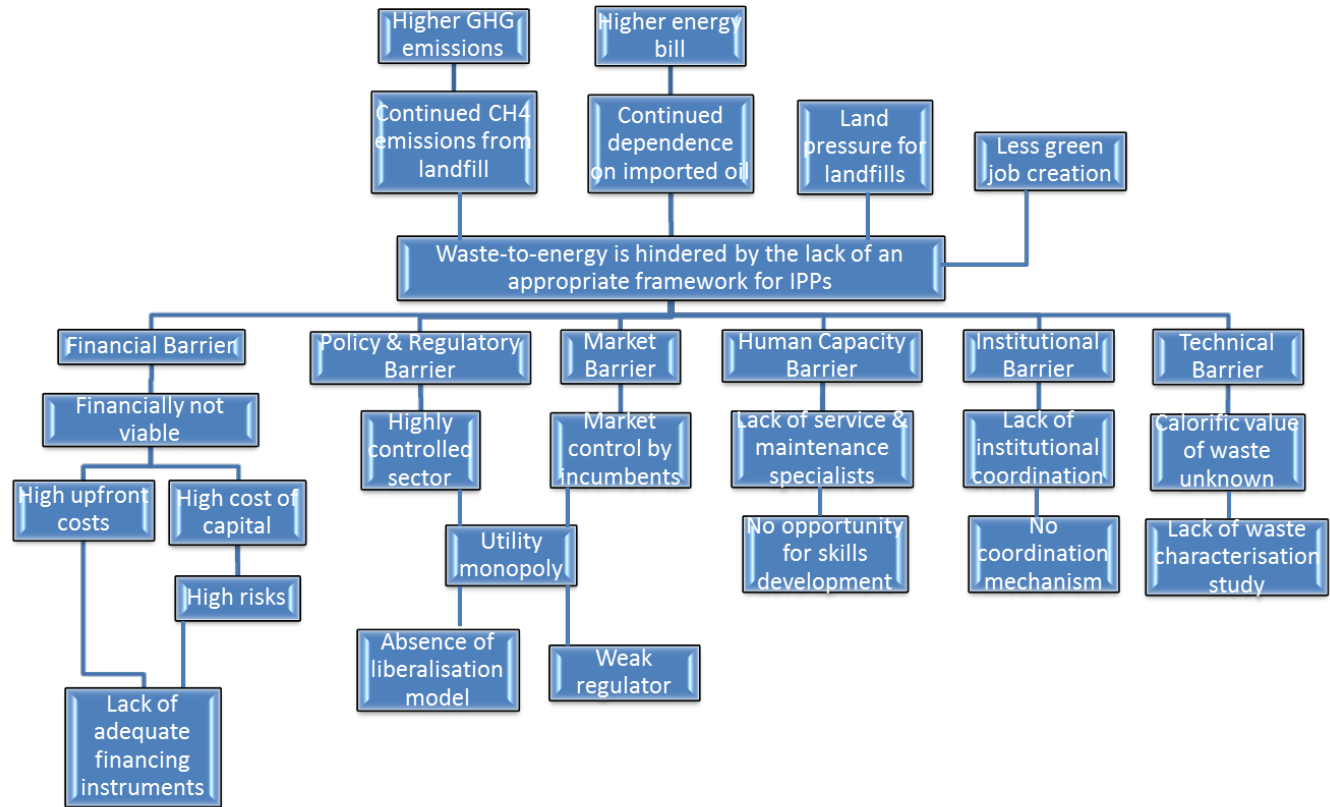 Higher GHG
emissions
Higher energy
bill
Continued CH4
emissions from
landfill
Continued
dependence
on imported oil
Land
pressure for
landfills
Less green
job creation
Waste-to-energy is hindered by the lack of an
appropriate framework for IPPs
Financial Barrier
Policy & Regulatory
Barrier
Market
Barrier
Human Capacity
Barrier
Institutional
Barrier
Technical
Barrier
Financially not
viable
Highly
controlled
sector
Market
control by
incumbents
Lack of service &
maintenance
specialists
Lack of
institutional
coordination
Calorific value
of waste
unknown
High upfront
costs
High cost of
capital
Utility
monopoly
No opportunity
for skills
development
No
coordination
mechanism
Lack of waste
characterisation
study
High risks
Absence of
liberalisation
model
Weak
regulator
Lack of
adequate
financing
instruments